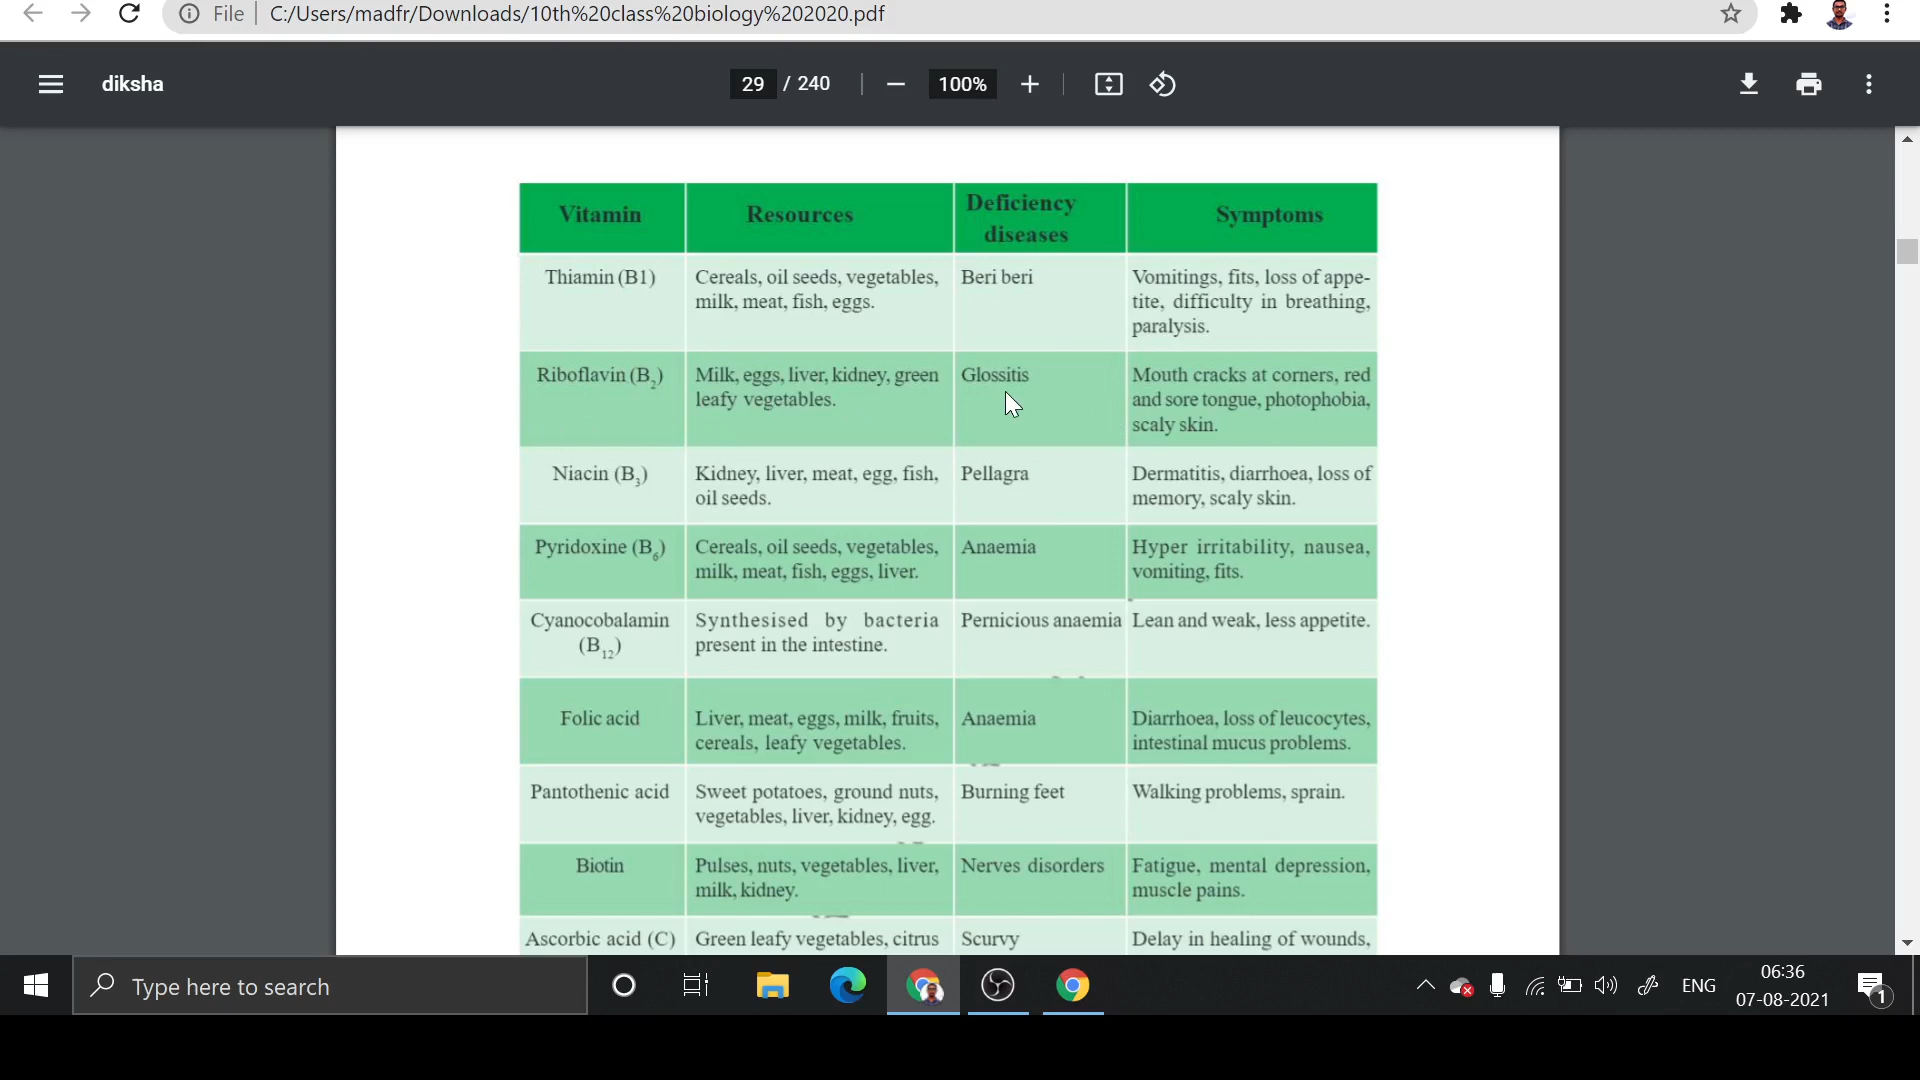 File
C:/Users/madfr/Downloads/10th%20class%20biology%202020.pdf
diksha
29 / 240
100%
Vitamin
Resources
Deficiency
diseases
Symptoms
Thiamin (B1)
Cereals, oil seeds, vegetables,
milk, meat, fish, eggs.
Beri beri
Vomitings, fits, loss of appe-
tite, difficulty in breathing,
paralysis.
Riboflavin (B2)
Milk, eggs, liver, kidney, green
leafy vegetables.
Glossitis
Mouth cracks at corners, red
and sore tongue, photophobia,
scaly skin.
Niacin (B3)
Kidney, liver, meat, egg, fish,
oil seeds.
Pellagra
Dermatitis, diarrhoea, loss of
memory, scaly skin.
Pyridoxine (B6)
Cereals, oil seeds, vegetables,
milk, meat, fish, eggs, liver.
Anaemia
Hyper irritability, nausea,
vomiting, fits.
Cyanocobalamin
(B12)
Synthesised by bacteria
present in the intestine.
Pernicious anaemia
Lean and weak, less appetite.
Folic acid
Liver, meat, eggs, milk, fruits,
cereals, leafy vegetables.
Anaemia
Diarrhoea, loss of leucocytes,
intestinal mucus problems.
Pantothenic acid
Sweet potatoes, ground nuts,
vegetables, liver, kidney, egg.
Burning feet
Walking problems, sprain.
Biotin
Pulses, nuts, vegetables, liver,
milk, kidney.
Nerves disorders
Fatigue, mental depression,
muscle pains.
Ascorbic acid (C)
Green leafy vegetables, citrus
Scurvy
Delay in healing of wounds,
Type here to search
ENG
06:36
07-08-2021
1